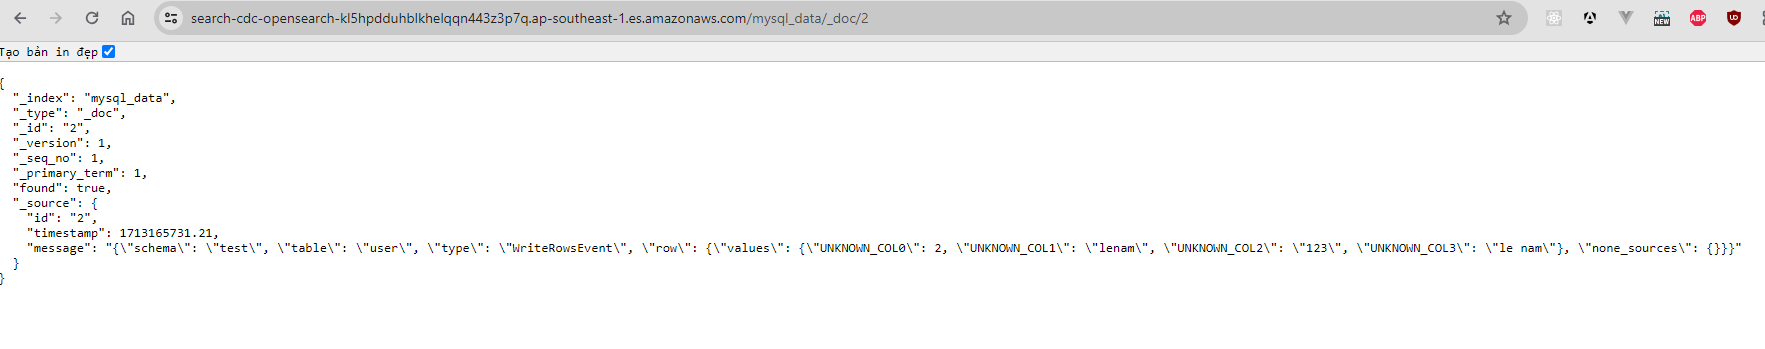 search-cdc-opensearch-kl5hpdduhblkhelqqn443z3p7q.ap-southeast-1.es.amazonaws.com/mysql_data/_doc/2
NEW
ABP
Tạo bản in đẹp
{
"_index": "mysql_data",
"_type": "_doc",
"_id": "2",
"_version": 1,
"_seq_no": 1,
"_primary_term": 1,
"found": true,
"_source": {
"id": "2",
"timestamp": 1713165731.21,
"message": "{\"schema\": \"test\", \"table\": \"user\", \"type\": \"WriteRowsEvent\", \"row\": {\"values\": {\"UNKNOWN_COL0\": 2, \"UNKNOWN_COL1\": \"lenam\", \"UNKNOWN_COL2\": \"123\", \"UNKNOWN_COL3\": \"le nam\"}, \"none_sources\": {}}}"
}
}